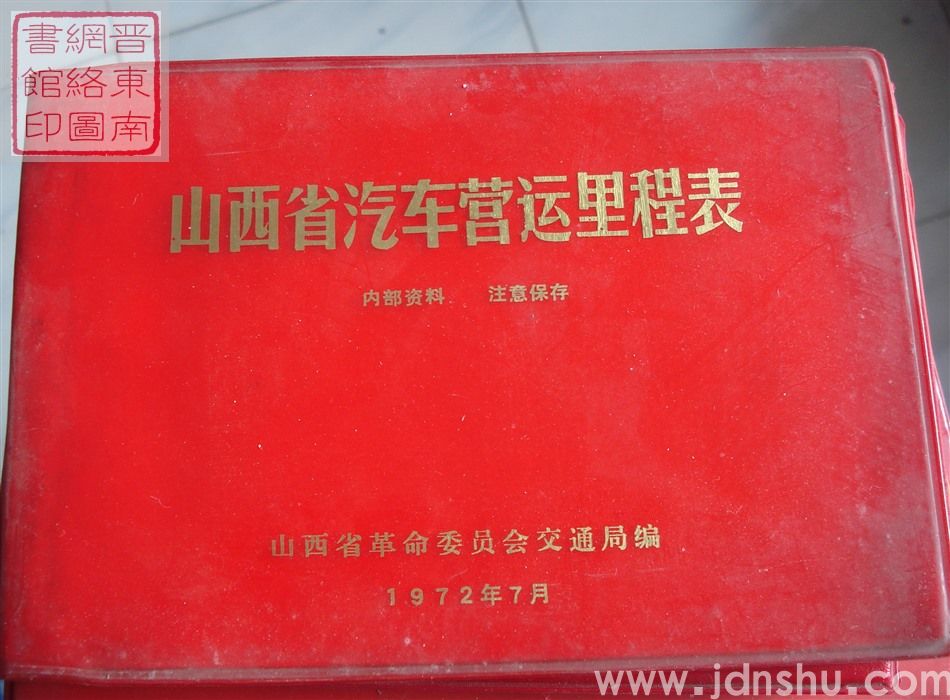 晋東南
網絡圖
書館印
山西省汽车营运里程表
内部资料 注意保存
山西省革命委员会交通局编
1972年7月
www.jdnshu.com